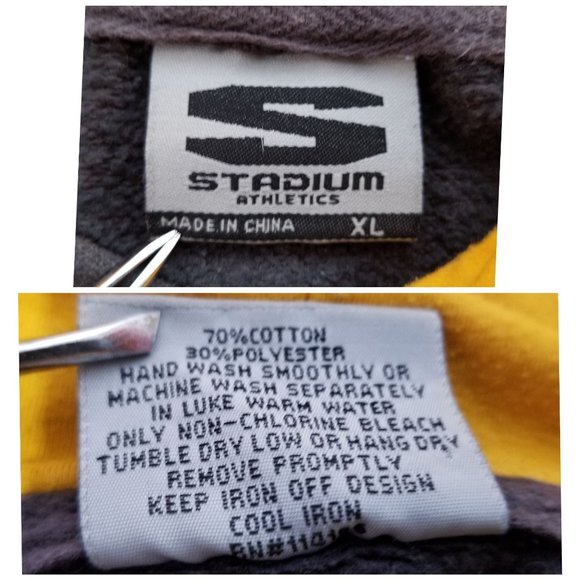 STADIUM
ATHLETICS
MADE IN CHINA XL
70%COTTON
30%POLYESTER
HAND WASH SMOOTHLY OR
MACHINE WASH SEPARATELY
IN LUKE WARM WATER
ONLY NON-CHLORINE BLEACH
TUMBLE DRY LOW OR HANG DRY
REMOVE PROMPTLY
KEEP IRON OFF DESIGN
COOL IRON